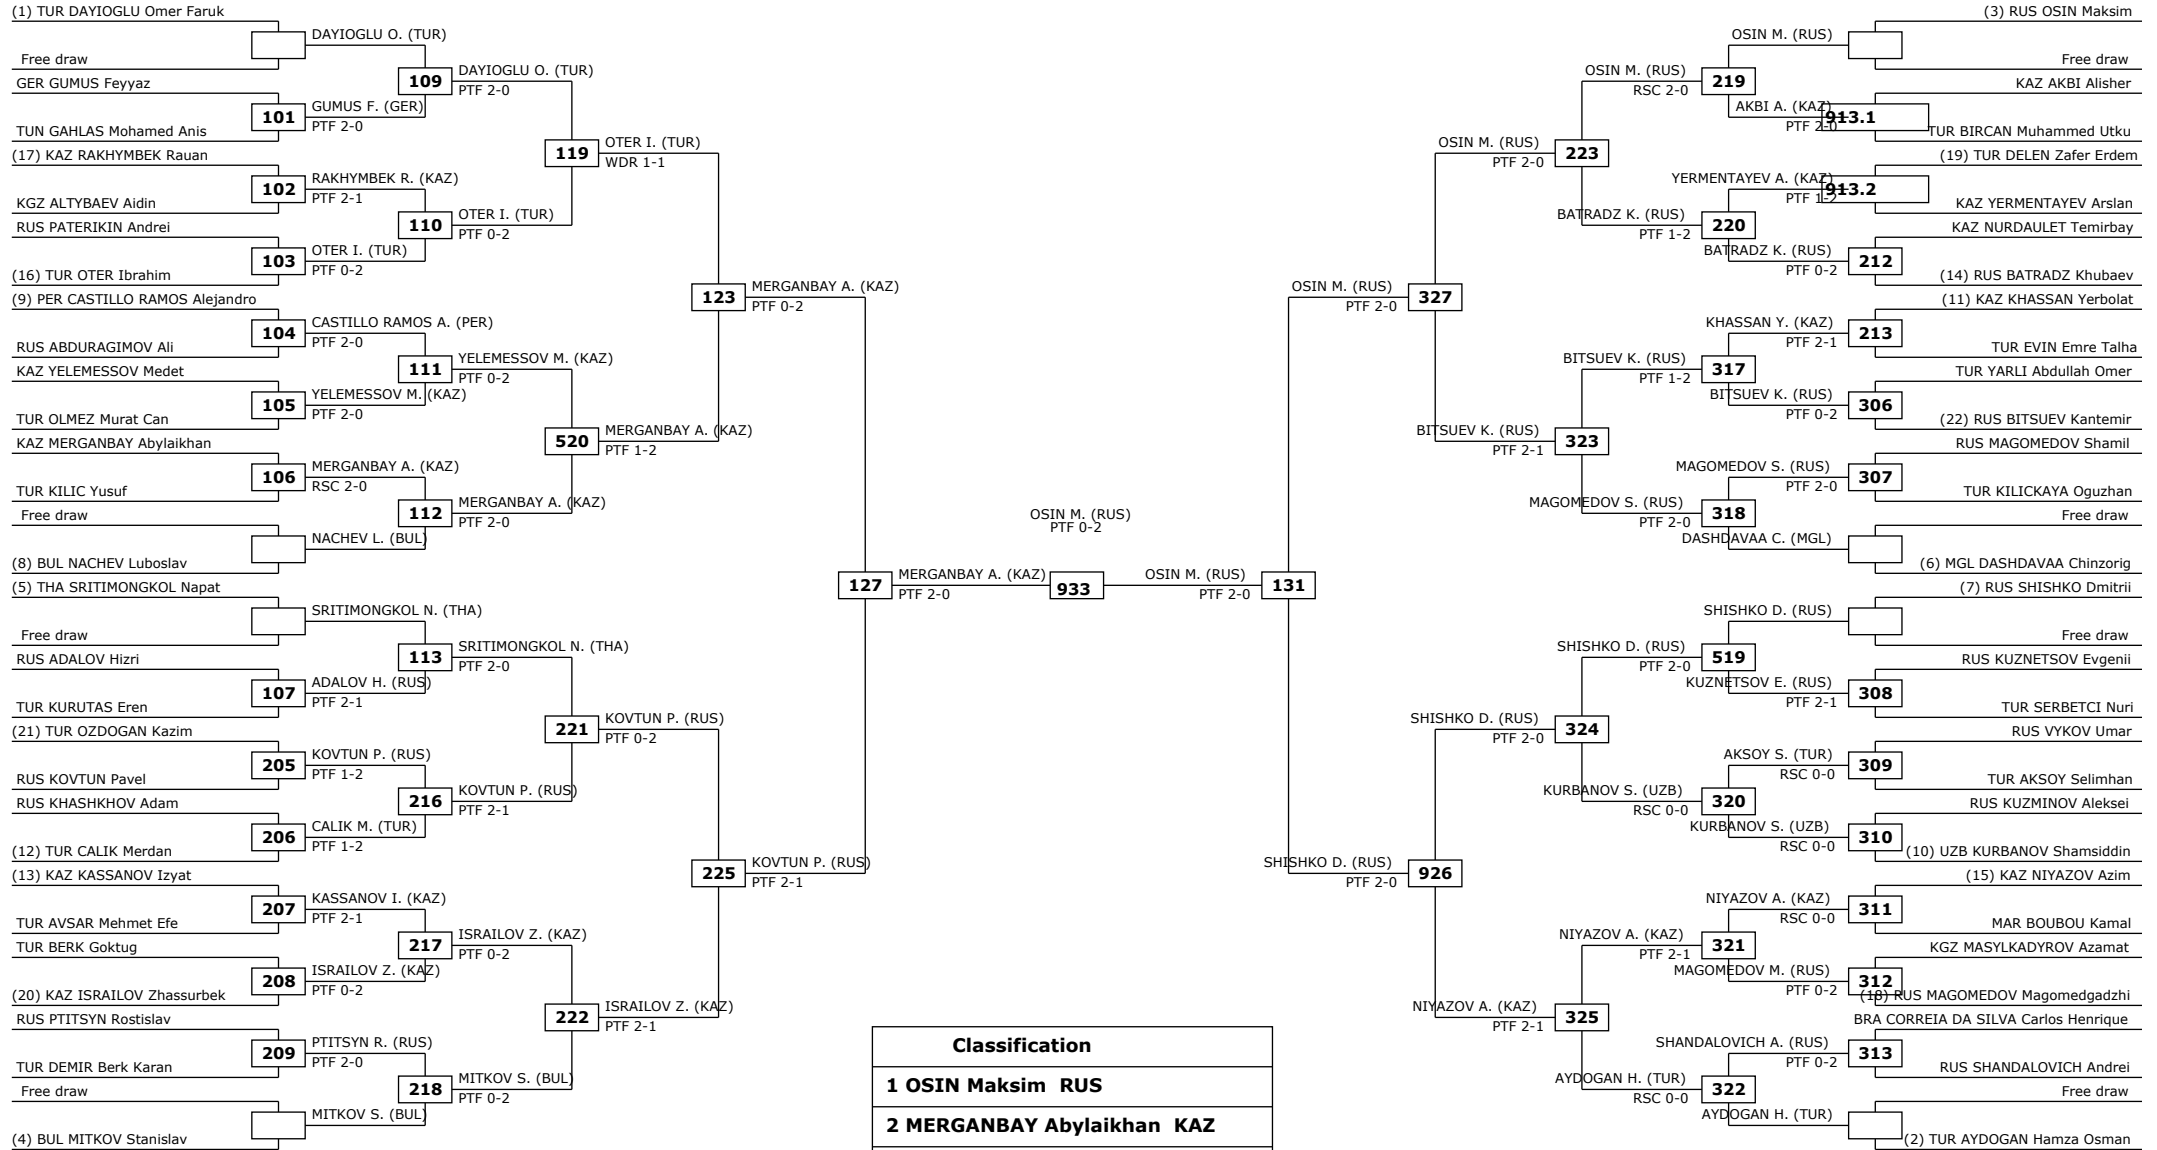 (1) TUR DAYIOGLU Omer Faruk
DAYIOGLU O. (TUR)
Free draw
109
DAYIOGLU O. (TUR)
PTF 2-0
GER GUMUS Feyyaz
101
GUMUS F. (GER)
PTF 2-0
TUN GAHLAS Mohamed Anis
119
OTER I. (TUR)
WDR 1-1
(17) KAZ RAKHYMBEK Rauan
102
RAKHYMBEK R. (KAZ)
PTF 2-1
KGZ ALTYBAEV Aidin
110
OTER I. (TUR)
PTF 0-2
RUS PATERIKIN Andrei
103
OTER I. (TUR)
PTF 0-2
(16) TUR OTER Ibrahim
123
MERGANBAY A. (KAZ)
PTF 0-2
(9) PER CASTILLO RAMOS Alejandro
104
CASTILLO RAMOS A. (PER)
PTF 2-0
RUS ABDURAGIMOV Ali
111
YELEMESSOV M. (KAZ)
PTF 0-2
KAZ YELEMESSOV Medet
105
YELEMESSOV M. (KAZ)
PTF 2-0
TUR OLMEZ Murat Can
520
MERGANBAY A. (KAZ)
PTF 1-2
KAZ MERGANBAY Abylaikhan
106
MERGANBAY A. (KAZ)
RSC 2-0
TUR KILIC Yusuf
112
MERGANBAY A. (KAZ)
PTF 2-0
Free draw
NACHEV L. (BUL)
(8) BUL NACHEV Luboslav
127
MERGANBAY A. (KAZ)
PTF 2-0
(5) THA SRITIMONGKOL Napat
SRITIMONGKOL N. (THA)
Free draw
113
SRITIMONGKOL N. (THA)
PTF 2-0
RUS ADALOV Hizri
107
ADALOV H. (RUS)
PTF 2-1
TUR KURUTAS Eren
221
KOVTUN P. (RUS)
PTF 0-2
(21) TUR OZDOGAN Kazim
205
KOVTUN P. (RUS)
PTF 1-2
RUS KOVTUN Pavel
216
KOVTUN P. (RUS)
PTF 2-1
RUS KHASHKHOV Adam
206
CALIK M. (TUR)
PTF 1-2
(12) TUR CALIK Merdan
225
KOVTUN P. (RUS)
PTF 2-1
(13) KAZ KASSANOV Izyat
207
KASSANOV I. (KAZ)
PTF 2-1
TUR AVSAR Mehmet Efe
217
ISRAILOV Z. (KAZ)
PTF 0-2
TUR BERK Goktug
208
ISRAILOV Z. (KAZ)
PTF 0-2
(20) KAZ ISRAILOV Zhassurbek
222
ISRAILOV Z. (KAZ)
PTF 2-1
RUS PTITSYN Rostislav
209
PTITSYN R. (RUS)
PTF 2-0
TUR DEMIR Berk Karan
218
MITKOV S. (BUL)
PTF 0-2
Free draw
MITKOV S. (BUL)
(4) BUL MITKOV Stanislav
OSIN M. (RUS)
PTF 0-2
933
OSIN M. (RUS)
PTF 2-0
131
(3) RUS OSIN Maksim
OSIN M. (RUS)
Free draw
OSIN M. (RUS)
RSC 2-0
219
KAZ AKBI Alisher
AKBI A. (KAZ)
PTF 2-0
913.1
TUR BIRCAN Muhammed Utku
OSIN M. (RUS)
PTF 2-0
223
(19) TUR DELEN Zafer Erdem
YERMENTAYEV A. (KAZ)
PTF 1-2
913.2
KAZ YERMENTAYEV Arslan
BATRADZ K. (RUS)
PTF 1-2
220
KAZ NURDAULET Temirbay
BATRADZ K. (RUS)
PTF 0-2
212
(14) RUS BATRADZ Khubaev
OSIN M. (RUS)
PTF 2-0
327
(11) KAZ KHASSAN Yerbolat
KHASSAN Y. (KAZ)
PTF 2-1
213
TUR EVIN Emre Talha
BITSUEV K. (RUS)
PTF 1-2
317
TUR YARLI Abdullah Omer
BITSUEV K. (RUS)
PTF 0-2
306
(22) RUS BITSUEV Kantemir
BITSUEV K. (RUS)
PTF 2-1
323
RUS MAGOMEDOV Shamil
MAGOMEDOV S. (RUS)
PTF 2-0
307
TUR KILICKAYA Oguzhan
MAGOMEDOV S. (RUS)
PTF 2-0
318
Free draw
DASHDAVAA C. (MGL)
(6) MGL DASHDAVAA Chinzorig
(7) RUS SHISHKO Dmitrii
SHISHKO D. (RUS)
Free draw
SHISHKO D. (RUS)
PTF 2-0
519
RUS KUZNETSOV Evgenii
KUZNETSOV E. (RUS)
PTF 2-1
308
TUR SERBETCI Nuri
SHISHKO D. (RUS)
PTF 2-0
324
RUS VYKOV Umar
AKSOY S. (TUR)
RSC 0-0
309
TUR AKSOY Selimhan
KURBANOV S. (UZB)
RSC 0-0
320
RUS KUZMINOV Aleksei
KURBANOV S. (UZB)
RSC 0-0
310
(10) UZB KURBANOV Shamsiddin
SHISHKO D. (RUS)
PTF 2-0
926
(15) KAZ NIYAZOV Azim
NIYAZOV A. (KAZ)
RSC 0-0
311
MAR BOUBOU Kamal
NIYAZOV A. (KAZ)
PTF 2-1
321
KGZ MASYLKADYROV Azamat
MAGOMEDOV M. (RUS)
PTF 0-2
312
(18) RUS MAGOMEDOV Magomedgadzhi
NIYAZOV A. (KAZ)
PTF 2-1
325
BRA CORREIA DA SILVA Carlos Henrique
SHANDALOVICH A. (RUS)
PTF 0-2
313
RUS SHANDALOVICH Andrei
AYDOGAN H. (TUR)
RSC 0-0
322
Free draw
AYDOGAN H. (TUR)
(2) TUR AYDOGAN Hamza Osman
Classification
1 OSIN Maksim RUS
2 MERGANBAY Abylaikhan KAZ